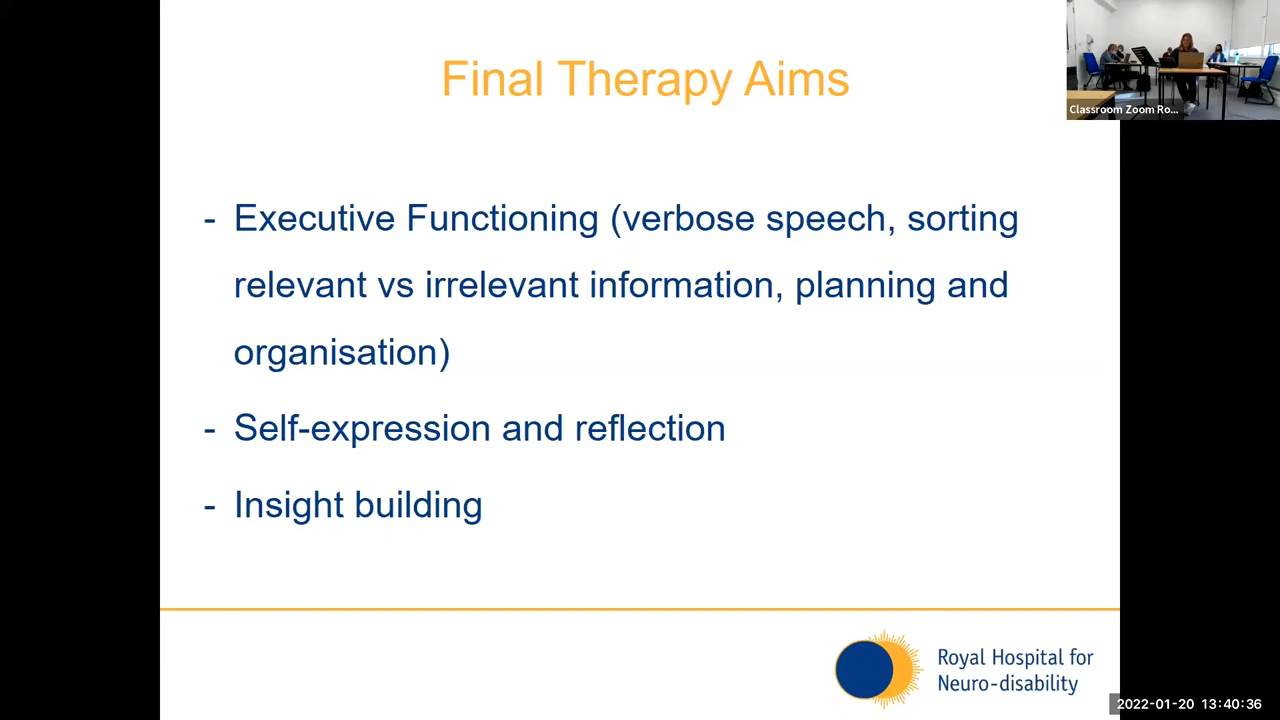 Final Therapy Aims
Classroom Zoom Ro...
- Executive Functioning (verbose speech, sorting
relevant vs irrelevant information, planning and
organisation)
- Self-expression and reflection
- Insight building
Royal Hospital for
Neuro-disability
2022-01-20 13:40:36